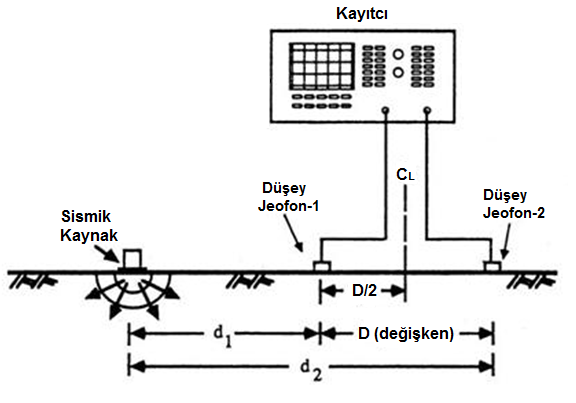 Kayıtcı
CL
Düşey
Jeofon-1
Düşey
Jeofon-2
Sismik
Kaynak
D/2
d1
D (değişken)
d2